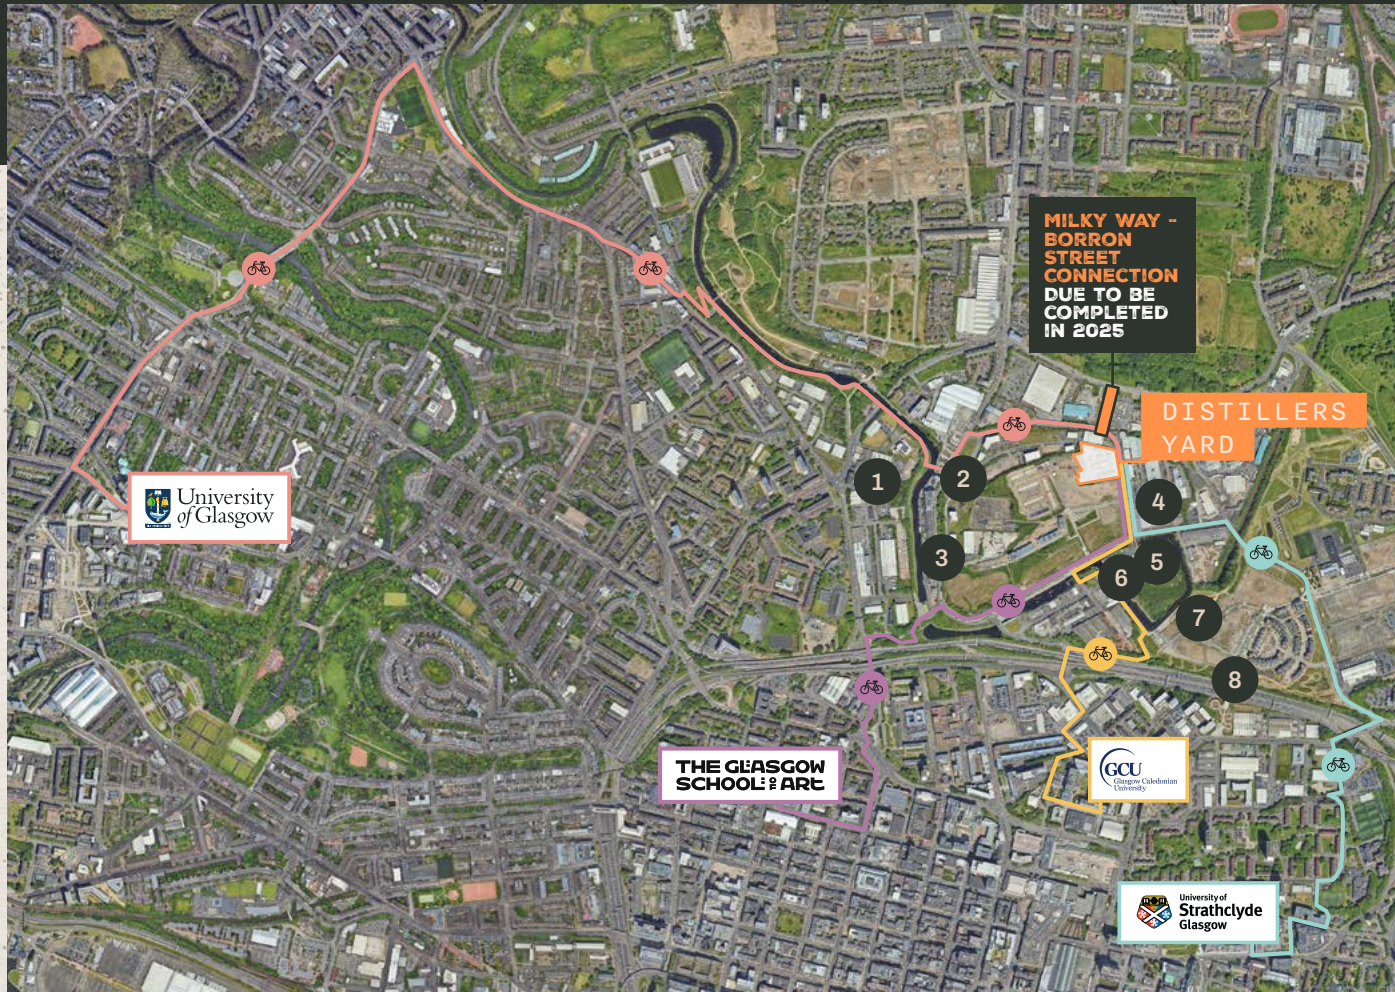 MILKY WAY -
BORRON
STREET
CONNECTION
DUE TO BE
COMPLETED
IN 2025
DISTILLERS
YARD
1
2
3
4
5
6
7
8
University
of Glasgow
THE GLASGOW
SCHOOL OF ART
GCU
Glasgow Caledonian
University
University of
Strathclyde
Glasgow